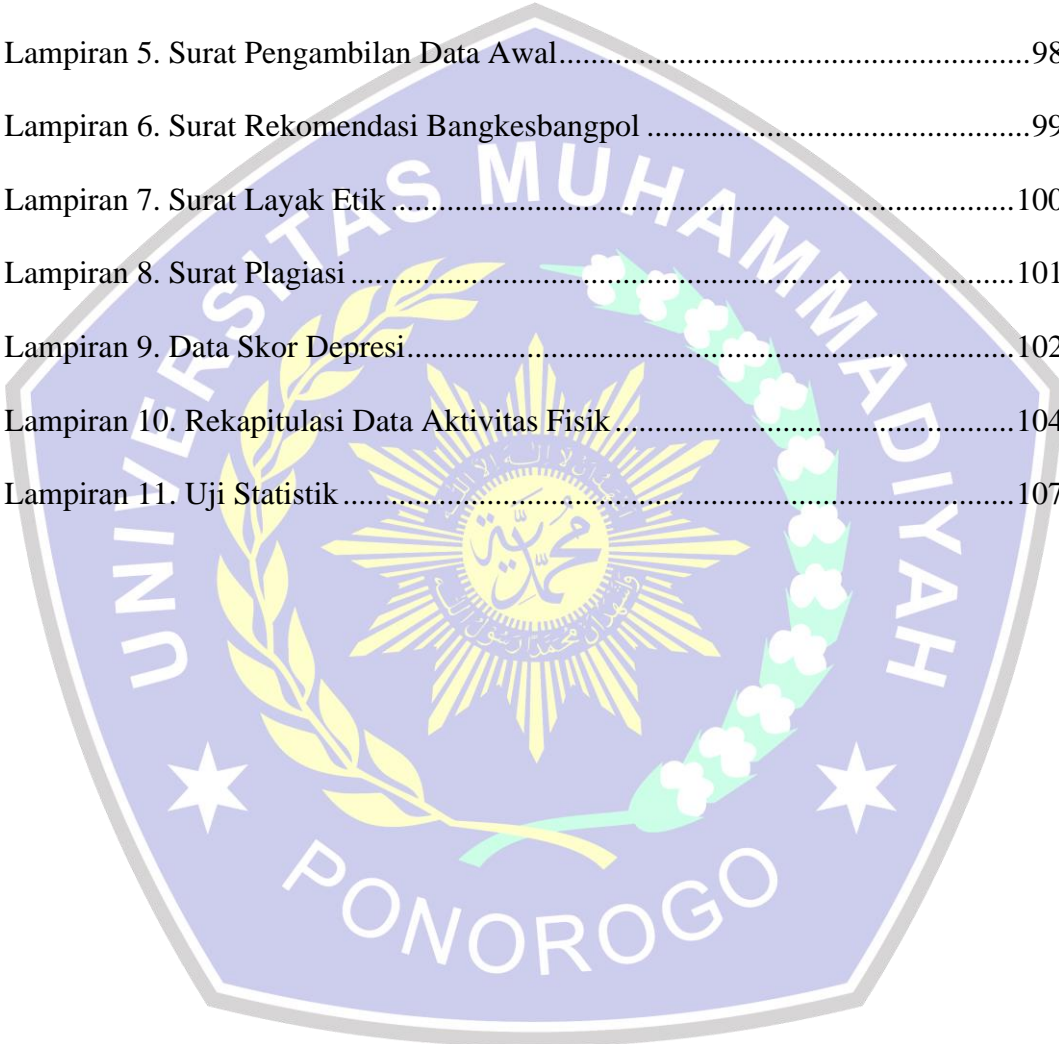 Lampiran 5. Surat Pengambilan Data Awal.......................................................98
Lampiran 6. Surat Rekomendasi Bangkesbangpol .............................................99
Lampiran 7. Surat Layak Etik .........................................................................100
Lampiran 8. Surat Plagiasi ..............................................................................101
Lampiran 9. Data Skor Depresi.......................................................................102
Lampiran 10. Rekapitulasi Data Aktivitas Fisik ..............................................104
Lampiran 11. Uji Statistik ...............................................................................107
UNIVERSITAS MUHAMMADIYAH
PONOROGO